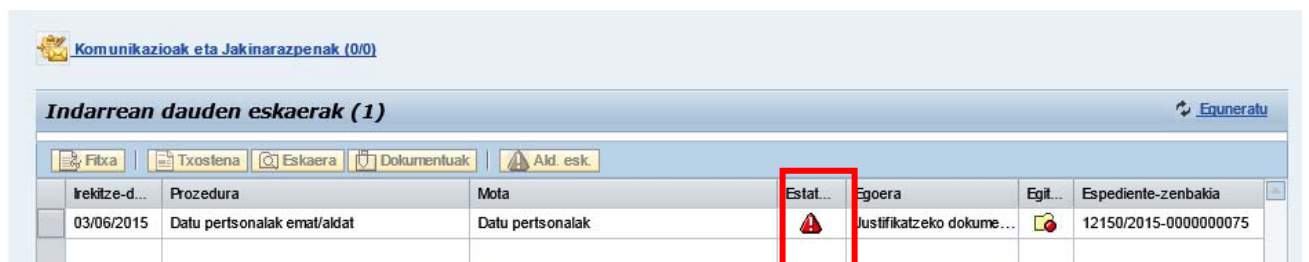 Komunikazioak eta Jakinarazpenak (0/0)
Indarrean dauden eskaerak (1) Eguneratu
Fitxa Txostena Eskaera Dokumentuak Ald. esk.
Irekitze-d... Prozedura Mota Estat... Egoera Egit... Espediente-zenbakia
03/06/2015 Datu pertsonalak emat/aldat Datu pertsonalak Justifikatzeko dokume... 12150/2015-0000000075